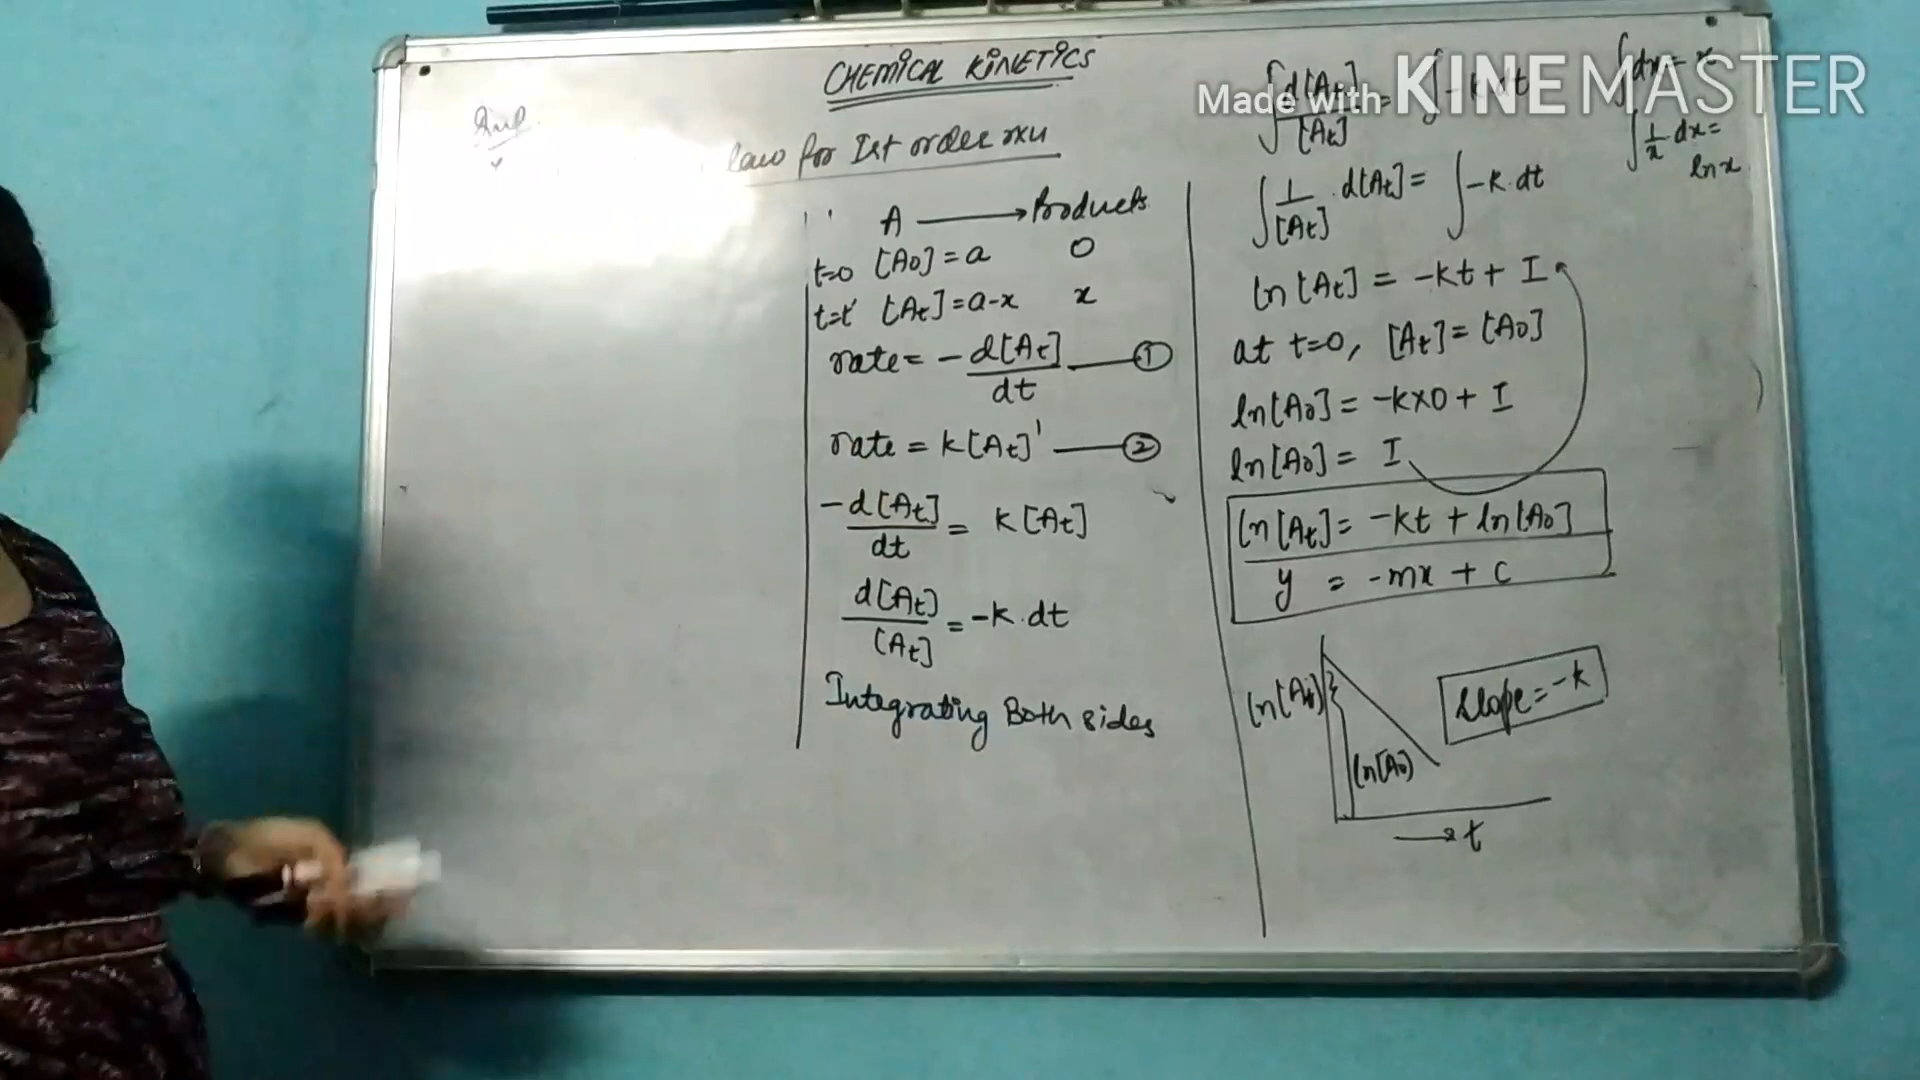 CHEMICAL KINETICS
law for Ist order rxn
A ⟶ Products
t=0 [A0] = a 0
t=t [At] = a-x x
rate = - d[At]/dt —— ①
rate = k[At]' —— ②
-d[At]/dt = k[At]
d[At]/[At] = -k.dt
Integrating Both sides
∫ d[At]/[At] = ∫ -k dt
∫ 1/[At] . d[At] = ∫ -k.dt
ln[At] = -kt + I
at t=0, [At] = [A0]
ln[A0] = -k×0 + I
ln[A0] = I
ln[At] = -kt + ln[A0]
y = -mx + c
ln[At]
ln[A0]
slope = -k
⟶ t
∫dx = x
∫ 1/x dx =
ln x
Made with KINEMASTER